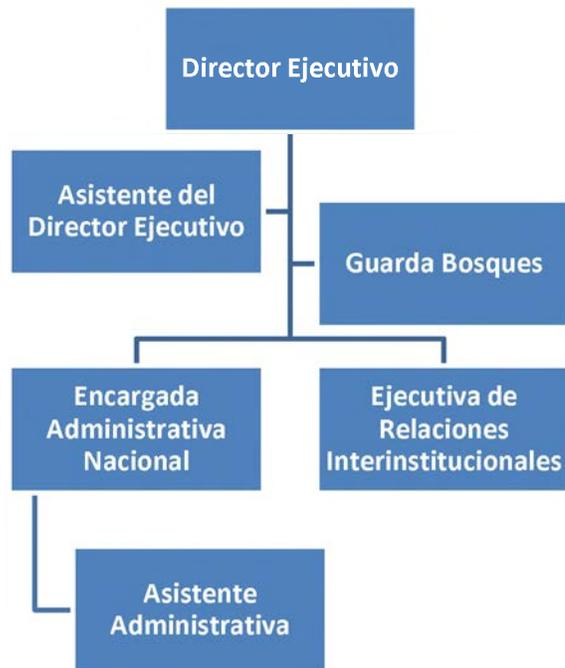 Director Ejecutivo
Asistente del
Director Ejecutivo
Guarda Bosques
Encargada
Administrativa
Nacional
Ejecutiva de
Relaciones
Interinstitucionales
Asistente
Administrativa